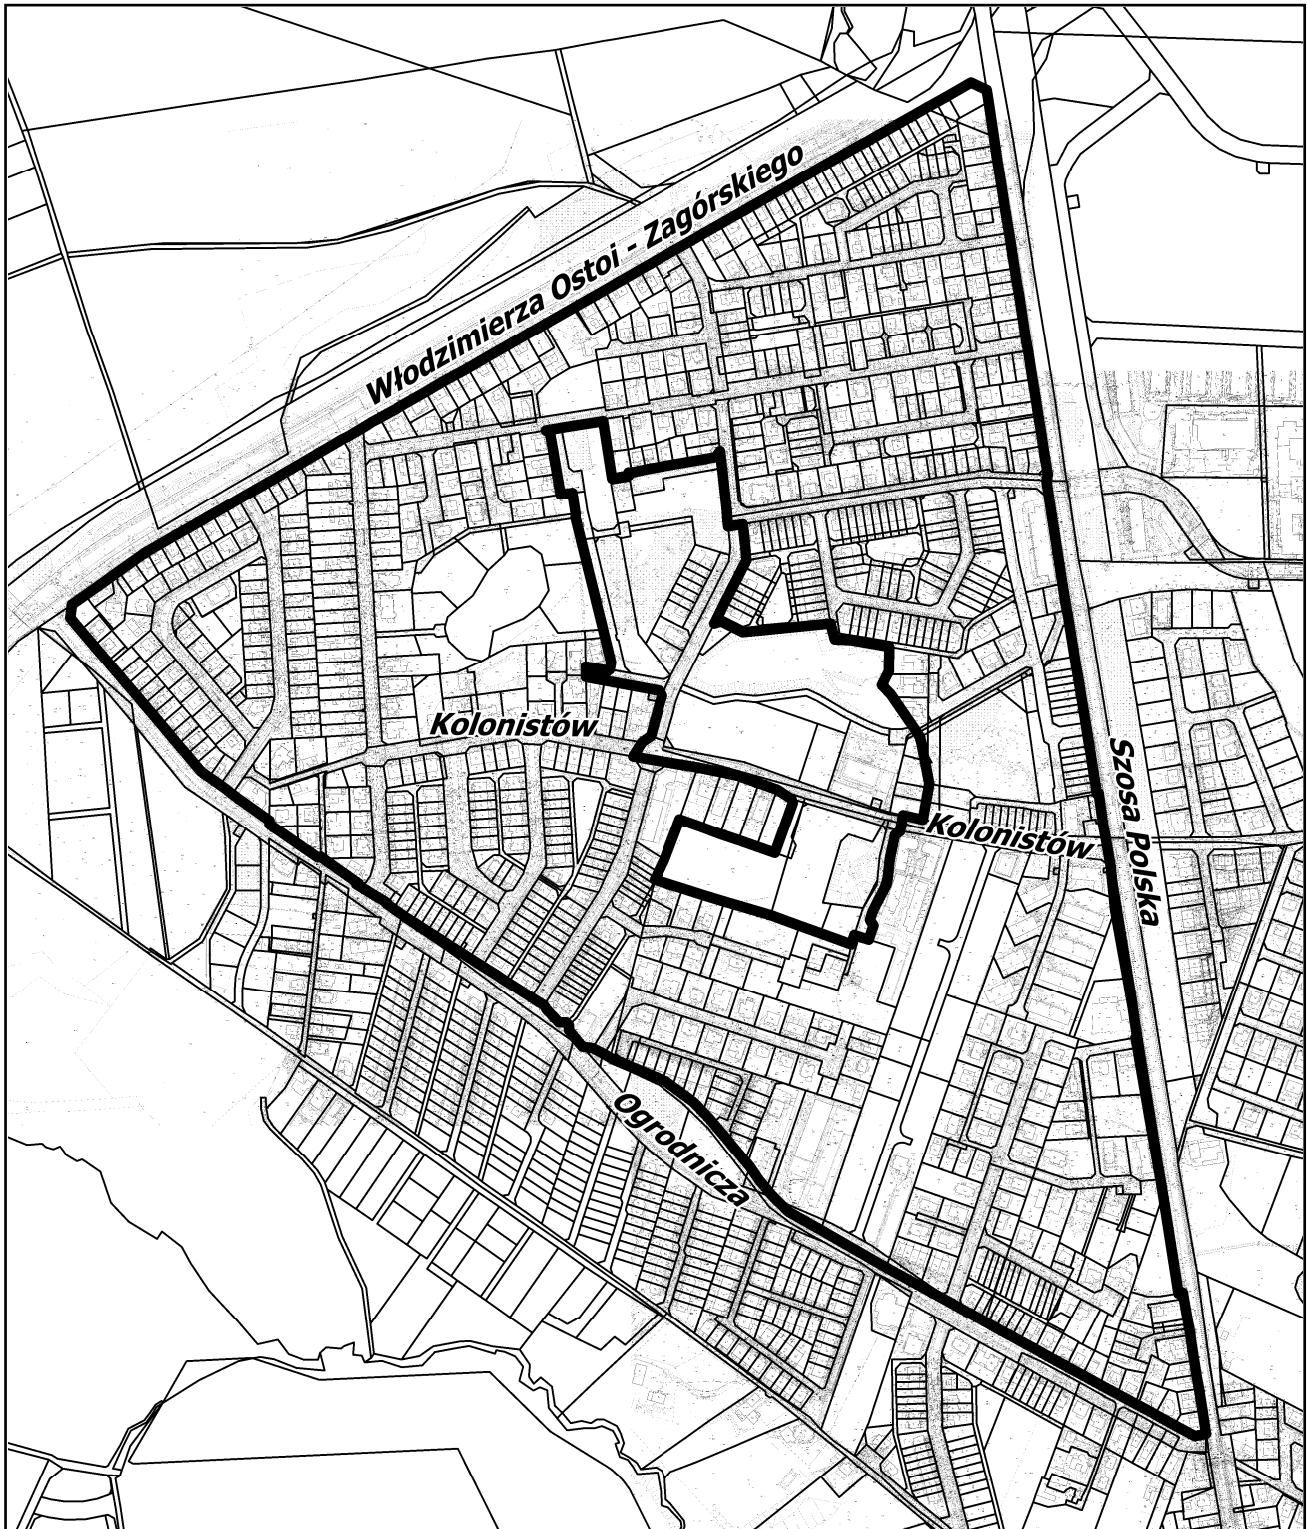 Włodzimierza Ostoi - Zagórskiego
Kolonistów
Szosa Polska
Kolonistów
Ogrodnicza